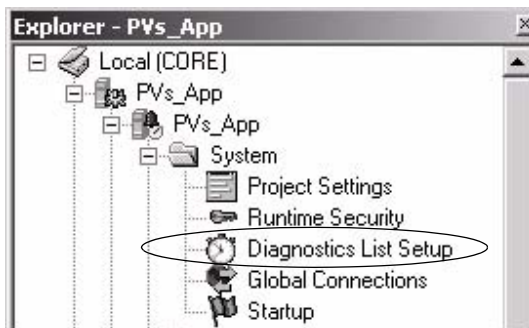 Explorer - PVs_App
Local (CORE)
PVs_App
PVs_App
System
Project Settings
Runtime Security
Diagnostics List Setup
Global Connections
Startup